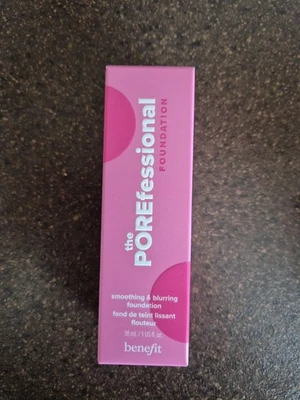 the
POREfessional
FOUNDATION
smoothing & blurring
foundation
fond de teint lissant
flouteur
benefit